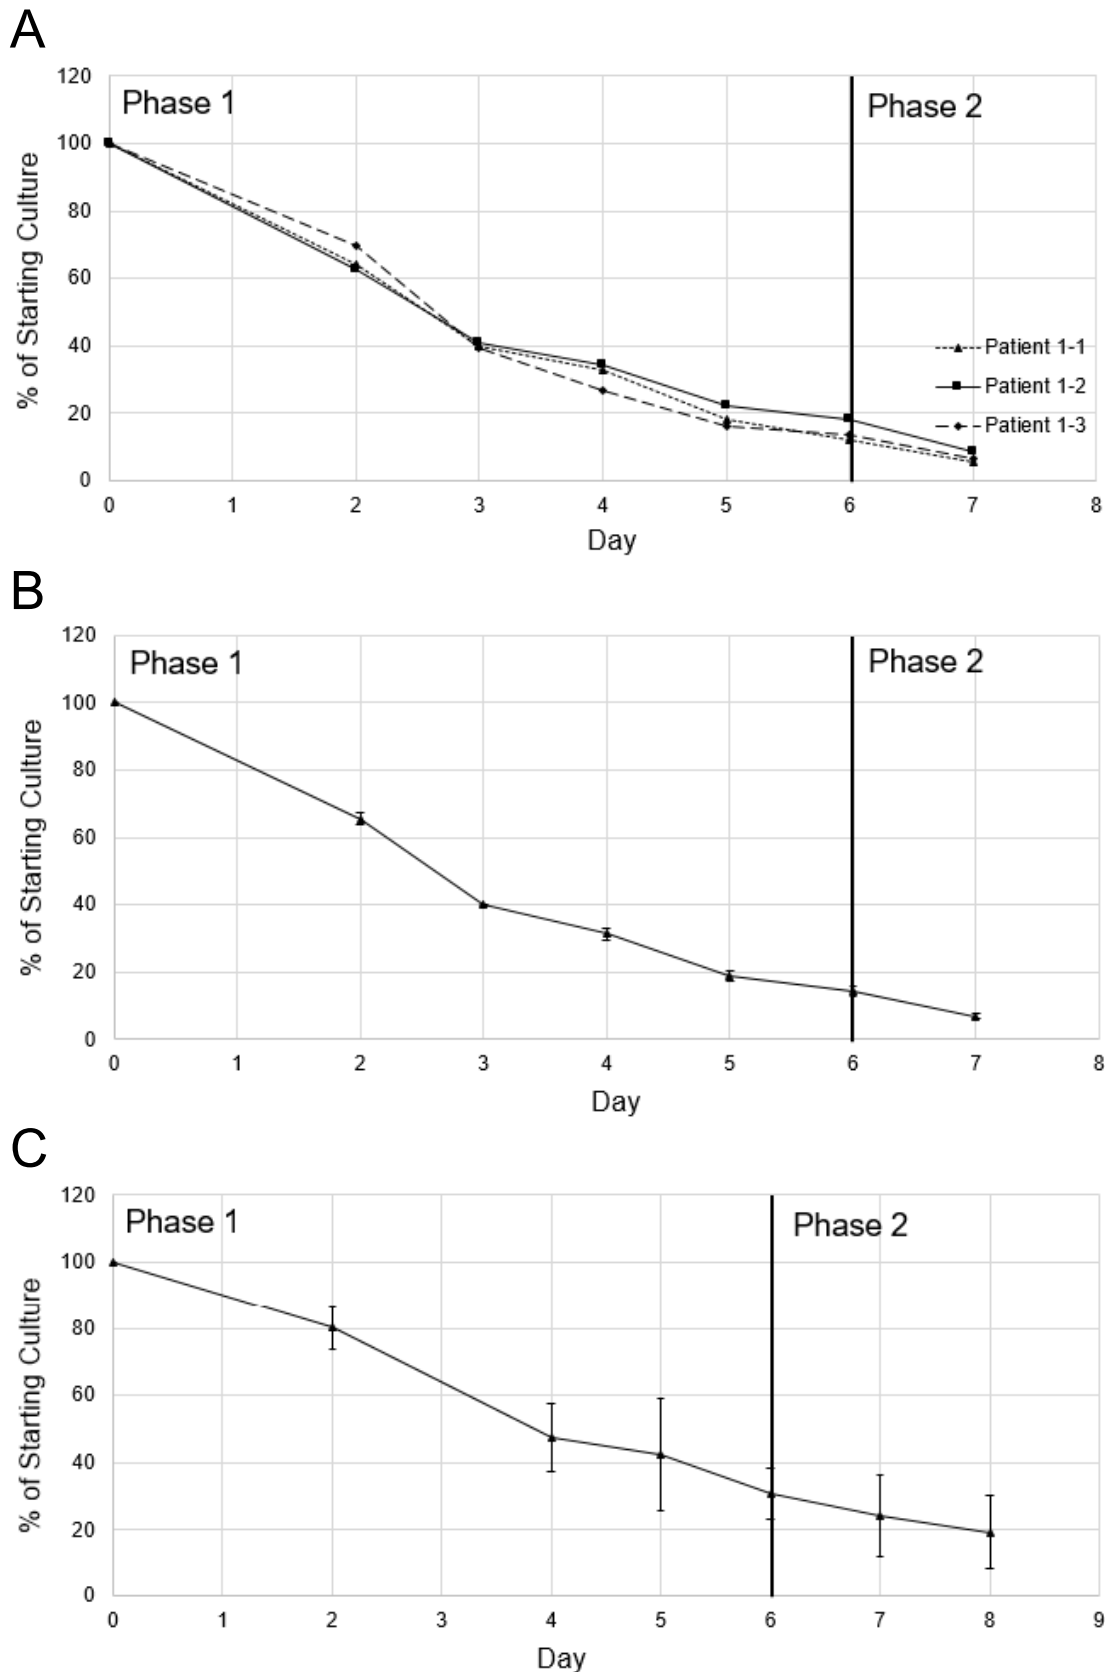 A
120
100
80
60
40
20
0
% of Starting Culture
Phase 1
Phase 2
Patient 1-1
Patient 1-2
Patient 1-3
0 1 2 3 4 5 6 7 8
Day
B
120
100
80
60
40
20
0
% of Starting Culture
Phase 1
Phase 2
0 1 2 3 4 5 6 7 8
Day
C
120
100
80
60
40
20
0
% of Starting Culture
Phase 1
Phase 2
0 1 2 3 4 5 6 7 8 9
Day